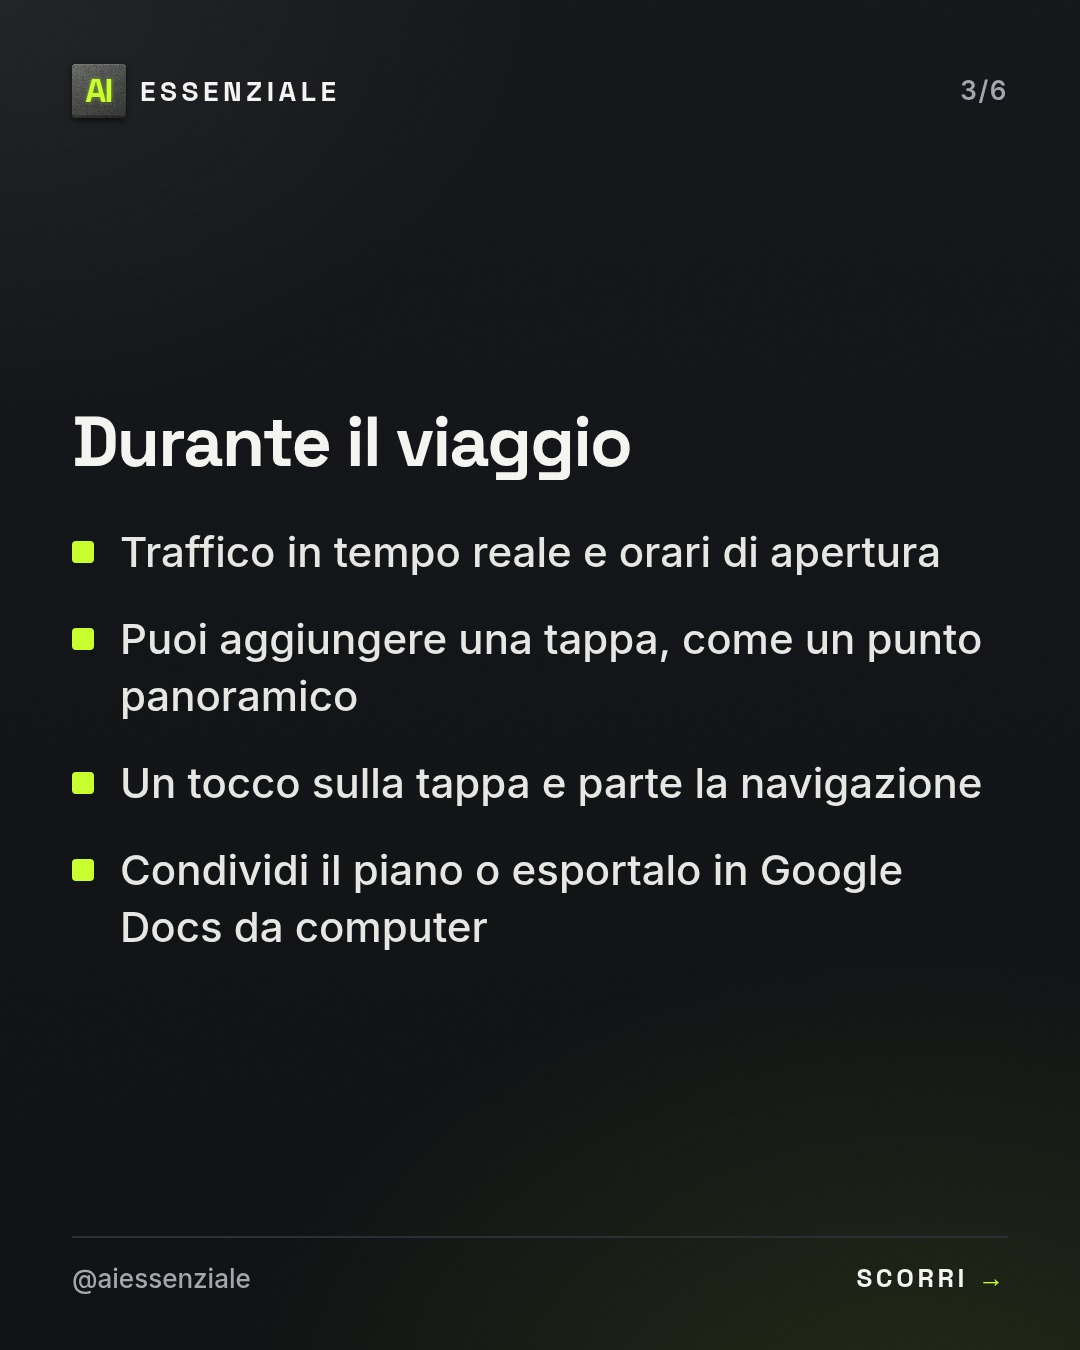 AI ESSENZIALE
3/6
Durante il viaggio
Traffico in tempo reale e orari di apertura
Puoi aggiungere una tappa, come un punto
panoramico
Un tocco sulla tappa e parte la navigazione
Condividi il piano o esportalo in Google
Docs da computer
@aiessenziale
SCORRI →